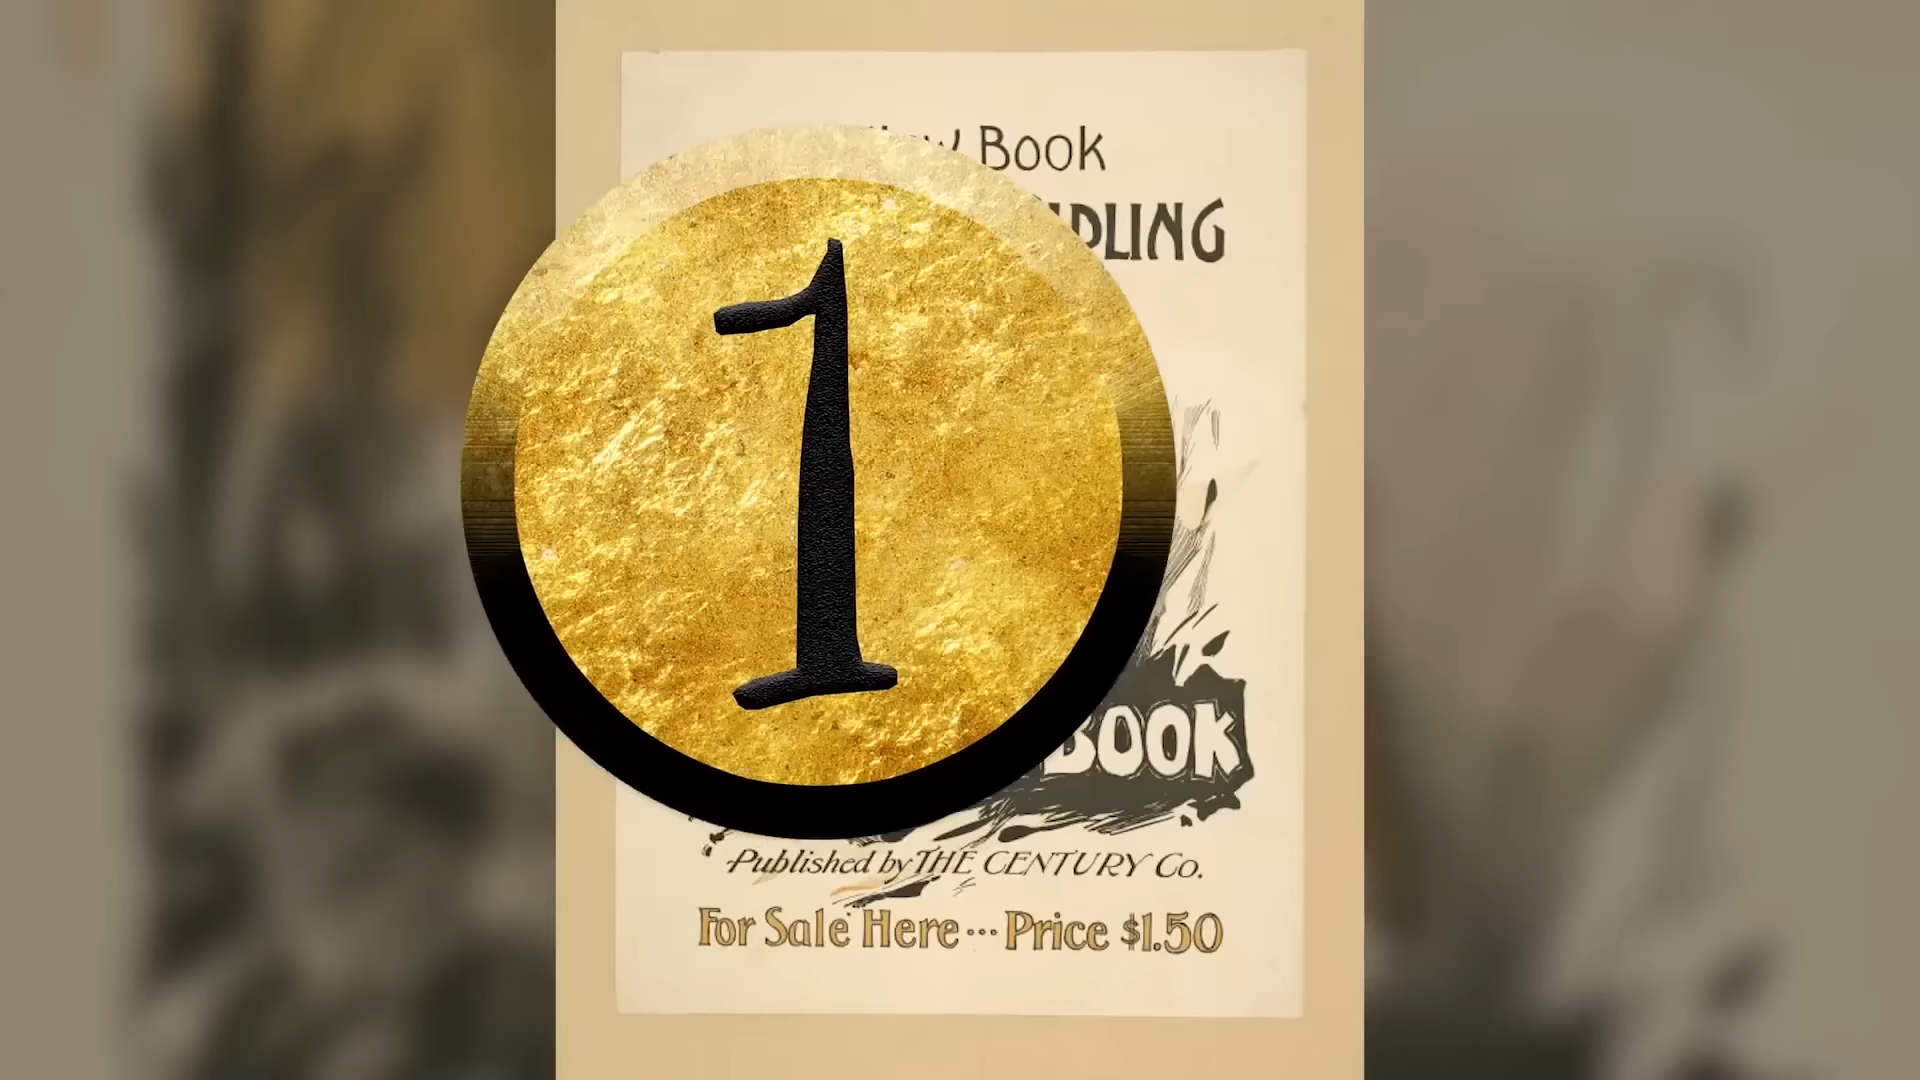 Book
1
BOOK
Published by THE CENTURY Co.
For Sale Here ... Price $1.50